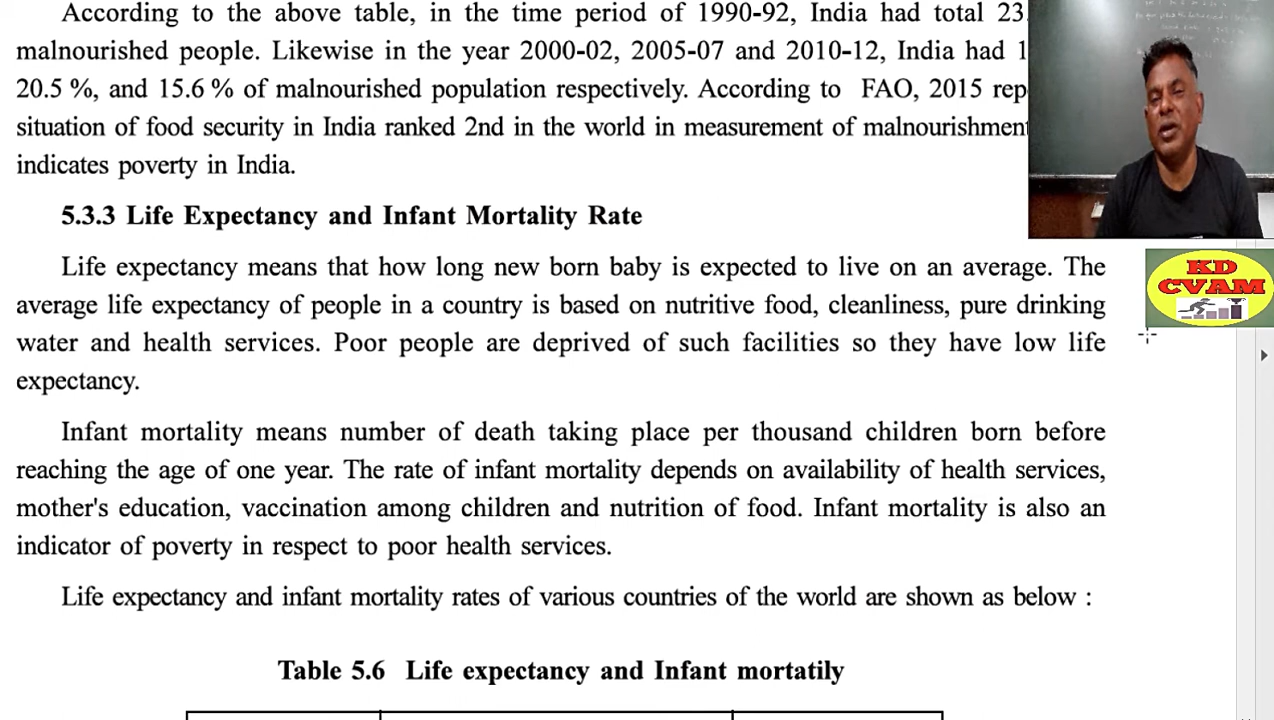 According to the above table, in the time period of 1990-92, India had total 23.
malnourished people. Likewise in the year 2000-02, 2005-07 and 2010-12, India had 1
20.5 %, and 15.6 % of malnourished population respectively. According to FAO, 2015 rep
situation of food security in India ranked 2nd in the world in measurement of malnourishment
indicates poverty in India.
5.3.3 Life Expectancy and Infant Mortality Rate
Life expectancy means that how long new born baby is expected to live on an average. The
average life expectancy of people in a country is based on nutritive food, cleanliness, pure drinking
water and health services. Poor people are deprived of such facilities so they have low life
expectancy.
Infant mortality means number of death taking place per thousand children born before
reaching the age of one year. The rate of infant mortality depends on availability of health services,
mother's education, vaccination among children and nutrition of food. Infant mortality is also an
indicator of poverty in respect to poor health services.
Life expectancy and infant mortality rates of various countries of the world are shown as below :
Table 5.6 Life expectancy and Infant mortatily
KD
CVAM